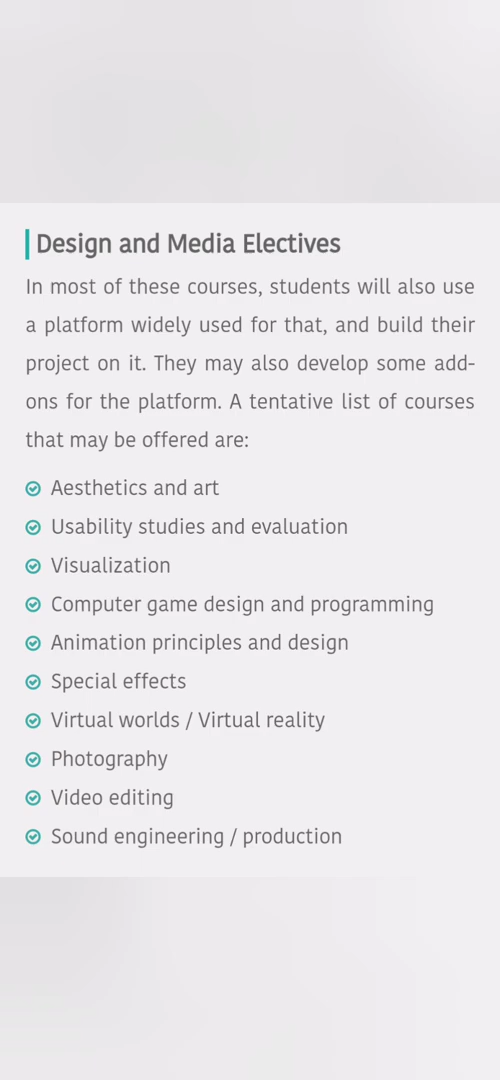 Design and Media Electives
In most of these courses, students will also use
a platform widely used for that, and build their
project on it. They may also develop some add-
ons for the platform. A tentative list of courses
that may be offered are:
Aesthetics and art
Usability studies and evaluation
Visualization
Computer game design and programming
Animation principles and design
Special effects
Virtual worlds / Virtual reality
Photography
Video editing
Sound engineering / production